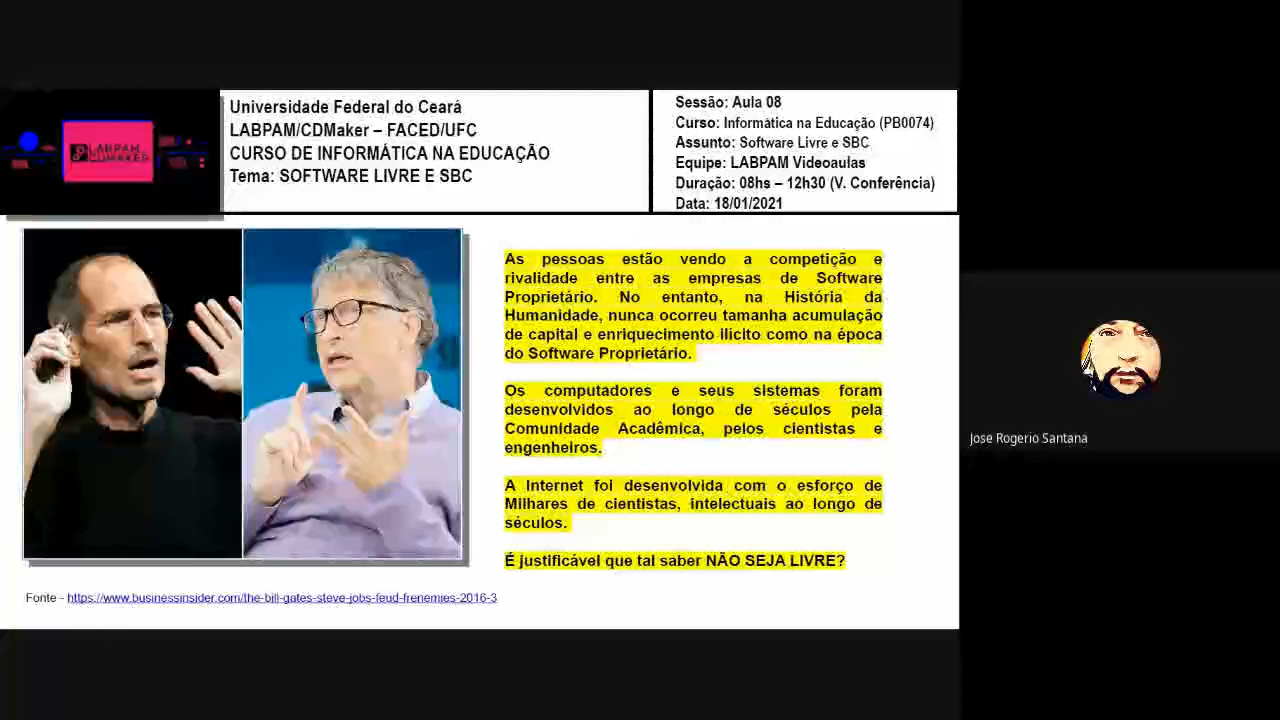 LABPAM
CDMAKER
Universidade Federal do Ceará
LABPAM/CDMaker – FACED/UFC
CURSO DE INFORMÁTICA NA EDUCAÇÃO
Tema: SOFTWARE LIVRE E SBC
Sessão: Aula 08
Curso: Informática na Educação (PB0074)
Assunto: Software Livre e SBC
Equipe: LABPAM Videoaulas
Duração: 08hs – 12h30 (V. Conferência)
Data: 18/01/2021
As pessoas estão vendo a competição e
rivalidade entre as empresas de Software
Proprietário. No entanto, na História da
Humanidade, nunca ocorreu tamanha acumulação
de capital e enriquecimento ilícito como na época
do Software Proprietário.
Os computadores e seus sistemas foram
desenvolvidos ao longo de séculos pela
Comunidade Acadêmica, pelos cientistas e
engenheiros.
A Internet foi desenvolvida com o esforço de
Milhares de cientistas, intelectuais ao longo de
séculos.
É justificável que tal saber NÃO SEJA LIVRE?
Fonte - https://www.businessinsider.com/the-bill-gates-steve-jobs-feud-frenemies-2016-3
Jose Rogerio Santana